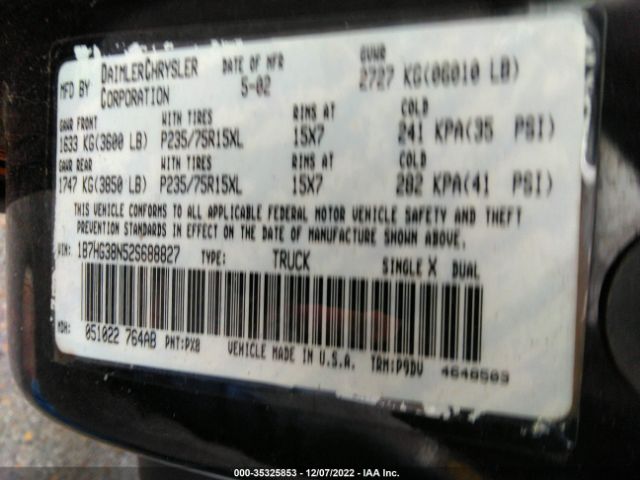 MFD BY DAIMLERCHRYSLER CORPORATION DATE OF MFR 5-02 GVWR 2727 KG(06010 LB)
GAWR FRONT WITH TIRES RIMS AT COLD
1633 KG(3600 LB) P235/75R15XL 15X7 241 KPA(35 PSI)
GAWR REAR WITH TIRES RIMS AT COLD
1747 KG(3850 LB) P235/75R15XL 15X7 282 KPA(41 PSI)
THIS VEHICLE CONFORMS TO ALL APPLICABLE FEDERAL MOTOR VEHICLE SAFETY AND THEFT
PREVENTION STANDARDS IN EFFECT ON THE DATE OF MANUFACTURE SHOWN ABOVE.
VIN: 1B7HG38N52S688827 TYPE: TRUCK SINGLE X DUAL
MDH: 051022 764AB PNT:PX8 VEHICLE MADE IN U.S.A. TRM:P9DV 4648503
000-35325853 - 12/07/2022 - IAA Inc.